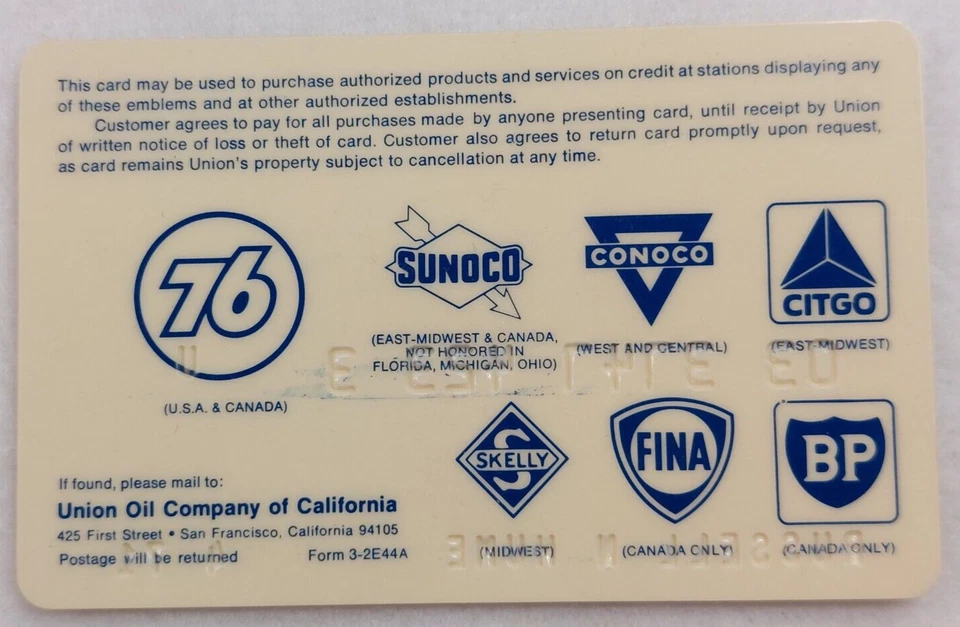 This card may be used to purchase authorized products and services on credit at stations displaying any
of these emblems and at other authorized establishments.
Customer agrees to pay for all purchases made by anyone presenting card, until receipt by Union
of written notice of loss or theft of card. Customer also agrees to return card promptly upon request,
as card remains Union's property subject to cancellation at any time.
76
(U.S.A. & CANADA)
SUNOCO
(EAST-MIDWEST & CANADA,
NOT HONORED IN
FLORIDA, MICHIGAN, OHIO)
CONOCO
(WEST AND CENTRAL)
CITGO
(EAST-MIDWEST)
S
SKELLY
(MIDWEST)
FINA
(CANADA ONLY)
BP
(CANADA ONLY)
If found, please mail to:
Union Oil Company of California
425 First Street • San Francisco, California 94105
Postage will be returned Form 3-2E44A
RUSSELL N HUME